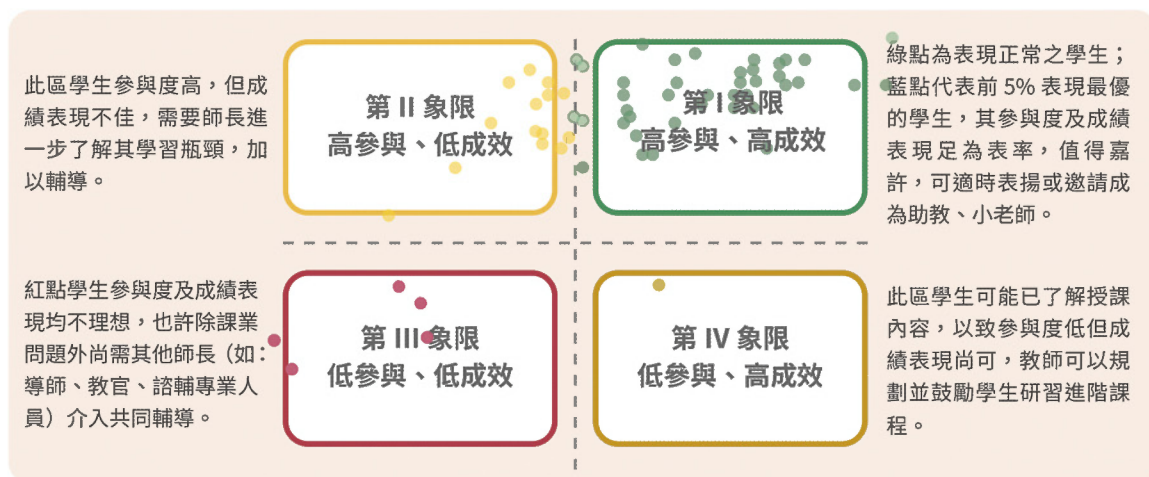 此區學生參與度高，但成
績表現不佳，需要師長進
一步了解其學習瓶頸，加
以輔導。
第 II 象限
高參與、低成效
第 I 象限
高參與、高成效
綠點為表現正常之學生；
藍點代表前 5% 表現最優
的學生，其參與度及成績
表現足為表率，值得嘉
許，可適時表揚或邀請成
為助教、小老師。
紅點學生參與度及成績表
現均不理想，也許除課業
問題外尚需其他師長（如：
導師、教官、諮輔專業人
員）介入共同輔導。
第 III 象限
低參與、低成效
第 IV 象限
低參與、高成效
此區學生可能已了解授課
內容，以致參與度低但成
績表現尚可，教師可以規
劃並鼓勵學生研習進階課
程。